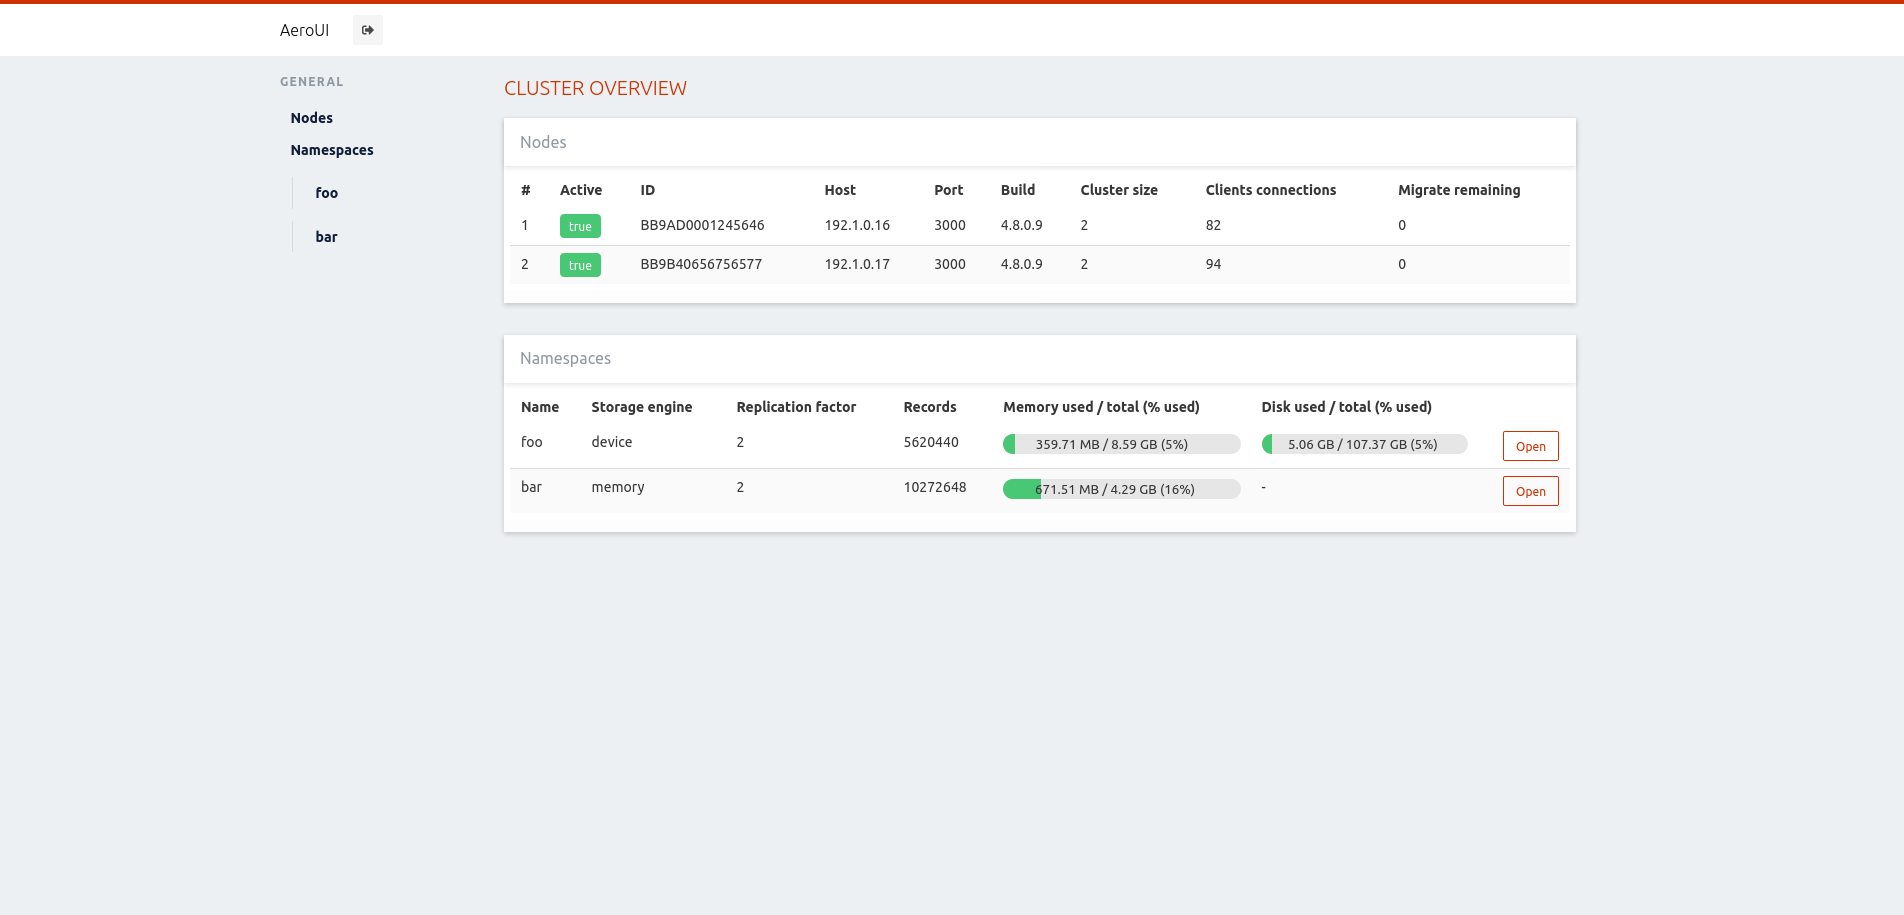 AeroUI
GENERAL
Nodes
Namespaces
foo
bar
CLUSTER OVERVIEW
Nodes
# Active ID Host Port Build Cluster size Clients connections Migrate remaining
1 true BB9AD0001245646 192.1.0.16 3000 4.8.0.9 2 82 0
2 true BB9B40656756577 192.1.0.17 3000 4.8.0.9 2 94 0
Namespaces
Name Storage engine Replication factor Records Memory used / total (% used) Disk used / total (% used)
foo device 2 5620440 359.71 MB / 8.59 GB (5%) 5.06 GB / 107.37 GB (5%) Open
bar memory 2 10272648 671.51 MB / 4.29 GB (16%) - Open